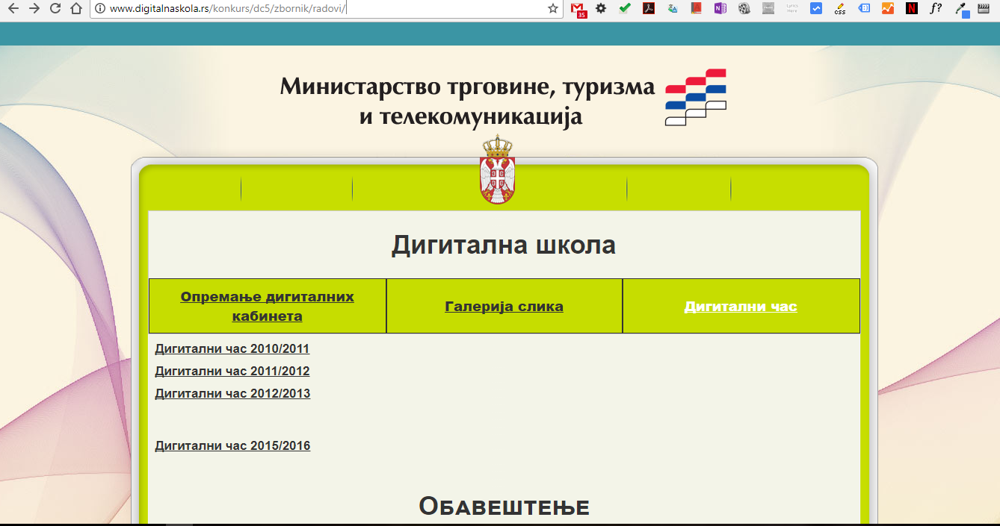 www.digitalnaskola.rs/konkurs/dc5/zbornik/radovi/
35
css
f?
Министарство трговине, туризма
и телекомуникација
Дигитална школа
Опремање дигиталних
кабинета
Галерија слика
Дигитални час
Дигитални час 2010/2011
Дигитални час 2011/2012
Дигитални час 2012/2013
Дигитални час 2015/2016
Обавештење